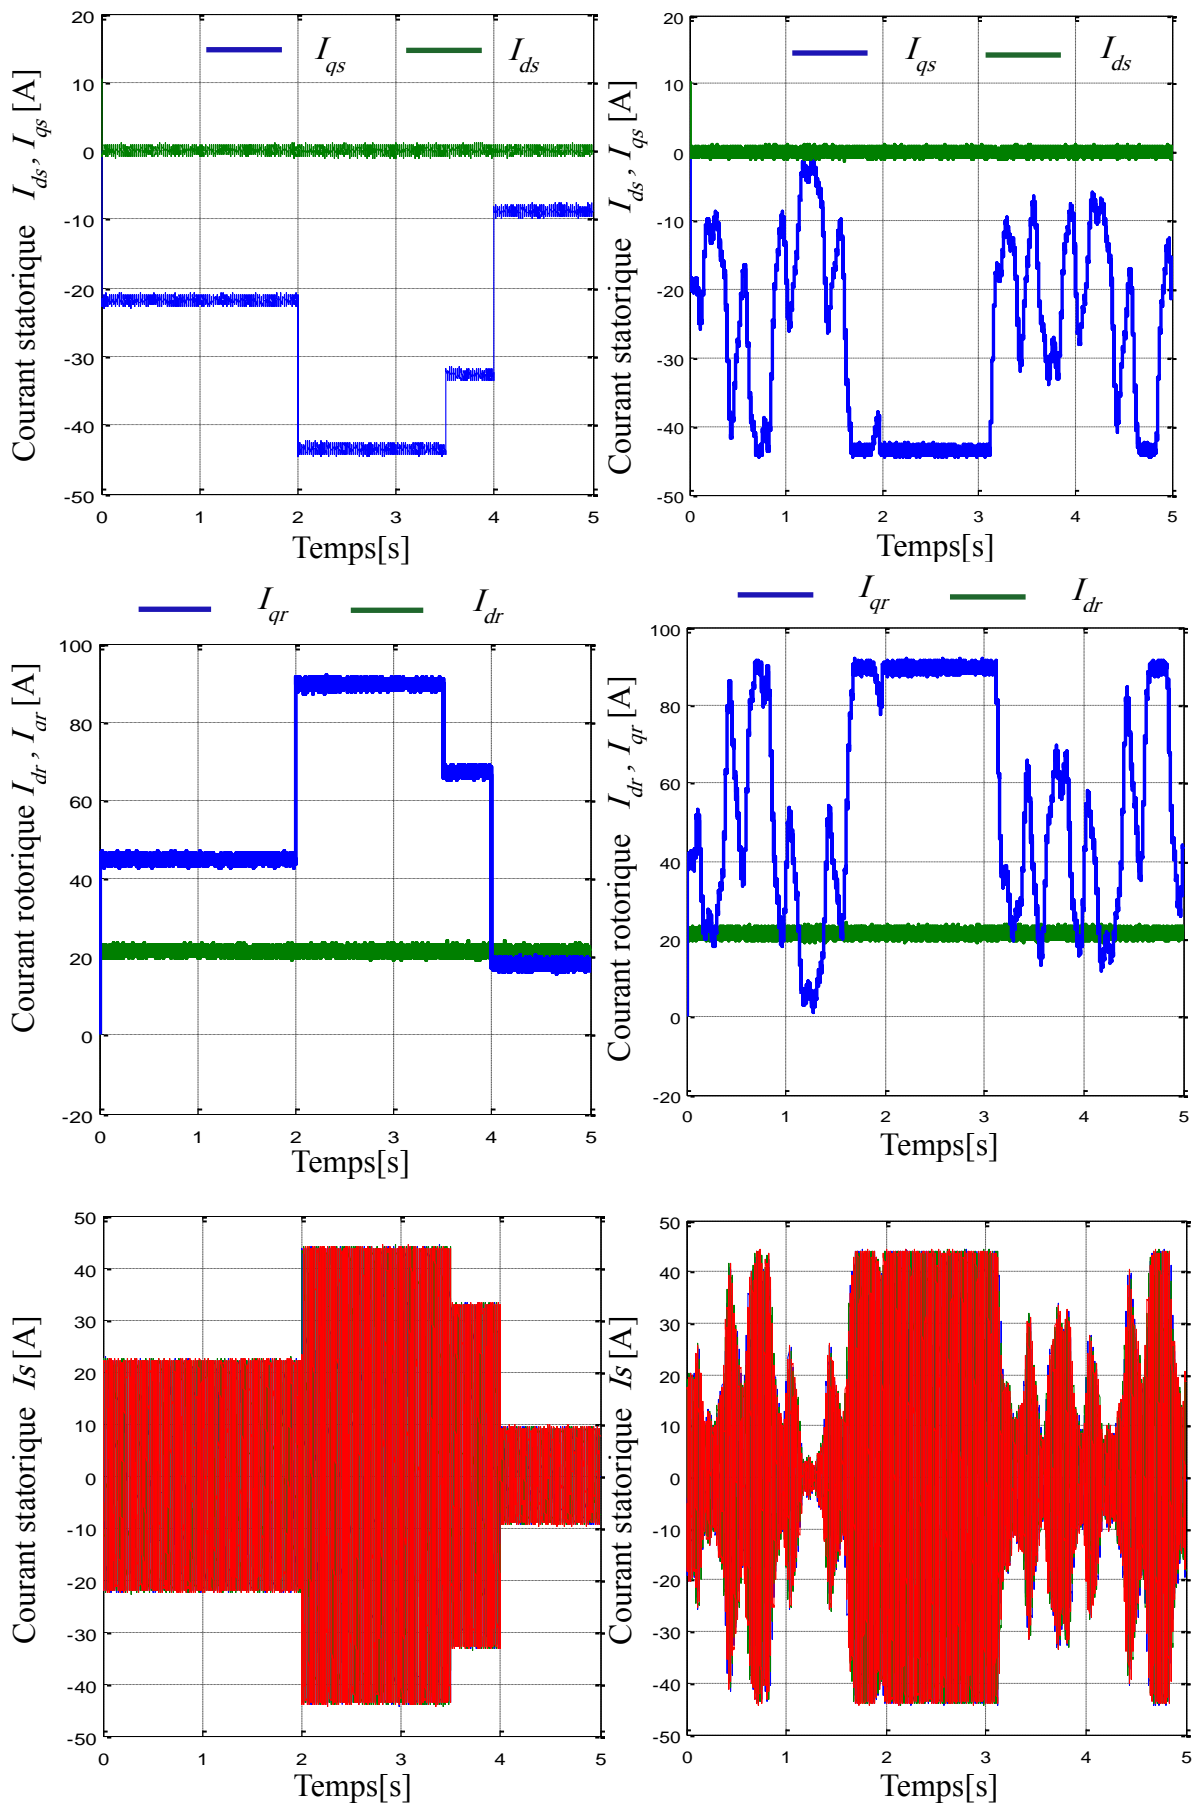 I_qs I_ds
Courant statorique I_ds, I_qs [A]
20
10
0
-10
-20
-30
-40
-50
0 1 2 3 4 5
Temps[s]
I_qs I_ds
Courant statorique I_ds, I_qs [A]
20
10
0
-10
-20
-30
-40
-50
0 1 2 3 4 5
Temps[s]
I_qr I_dr
Courant rotorique I_dr, I_ar [A]
100
80
60
40
20
0
-20
0 1 2 3 4 5
Temps[s]
I_qr I_dr
Courant rotorique I_dr, I_qr [A]
100
80
60
40
20
0
-20
0 1 2 3 4 5
Temps[s]
Courant statorique Is [A]
50
40
30
20
10
0
-10
-20
-30
-40
-50
0 1 2 3 4 5
Temps[s]
Courant statorique Is [A]
50
40
30
20
10
0
-10
-20
-30
-40
-50
0 1 2 3 4 5
Temps[s]